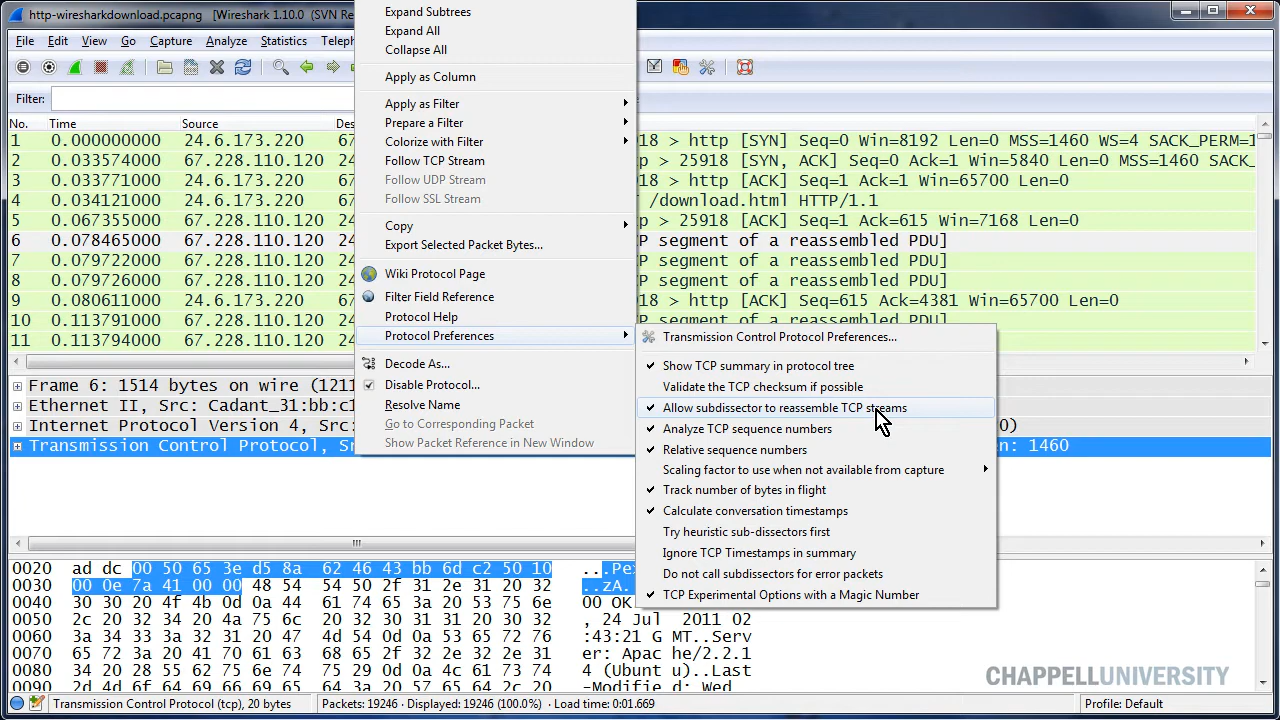 http-wiresharkdownload.pcapng [Wireshark 1.10.0 (SVN Re
File Edit View Go Capture Analyze Statistics Teleph
Filter:
No. Time Source Des
1 0.000000000 24.6.173.220 67 18 > http [SYN] Seq=0 Win=8192 Len=0 MSS=1460 WS=4 SACK_PERM=1
2 0.033574000 67.228.110.120 24 p > 25918 [SYN, ACK] Seq=0 Ack=1 Win=5840 Len=0 MSS=1460 SACK_
3 0.033771000 24.6.173.220 67 18 > http [ACK] Seq=1 Ack=1 Win=65700 Len=0
4 0.034121000 24.6.173.220 67 /download.html HTTP/1.1
5 0.067355000 67.228.110.120 24 p > 25918 [ACK] Seq=1 Ack=615 Win=7168 Len=0
6 0.078465000 67.228.110.120 24 P segment of a reassembled PDU]
7 0.079722000 67.228.110.120 24 P segment of a reassembled PDU]
8 0.079726000 67.228.110.120 24 P segment of a reassembled PDU]
9 0.080611000 24.6.173.220 67 18 > http [ACK] Seq=615 Ack=4381 Win=65700 Len=0
10 0.113791000 67.228.110.120 24 P segment of a reassembled PDU]
11 0.113794000 67.228.110.120 24
Expand Subtrees
Expand All
Collapse All
Apply as Column
Apply as Filter
Prepare a Filter
Colorize with Filter
Follow TCP Stream
Follow UDP Stream
Follow SSL Stream
Copy
Export Selected Packet Bytes...
Wiki Protocol Page
Filter Field Reference
Protocol Help
Protocol Preferences
Decode As...
Disable Protocol...
Resolve Name
Go to Corresponding Packet
Show Packet Reference in New Window
Transmission Control Protocol Preferences...
Show TCP summary in protocol tree
Validate the TCP checksum if possible
Allow subdissector to reassemble TCP streams
Analyze TCP sequence numbers
Relative sequence numbers
Scaling factor to use when not available from capture
Track number of bytes in flight
Calculate conversation timestamps
Try heuristic sub-dissectors first
Ignore TCP Timestamps in summary
Do not call subdissectors for error packets
TCP Experimental Options with a Magic Number
Frame 6: 1514 bytes on wire (1211
Ethernet II, Src: Cadant_31:bb:c1
Internet Protocol Version 4, Src: 0)
Transmission Control Protocol, S n: 1460
0020 ad dc 00 50 65 3e d5 8a 62 46 43 bb 6d c2 50 10 ...Pe>
0030 00 0e 7a 41 00 00 48 54 54 50 2f 31 2e 31 20 32 ..zA.
0040 30 30 20 4f 4b 0d 0a 44 61 74 65 3a 20 53 75 6e 00 OK
0050 2c 20 32 34 20 4a 75 6c 20 32 30 31 31 20 30 32 , 24 Jul 2011 02
0060 3a 34 33 3a 32 31 20 47 4d 54 0d 0a 53 65 72 76 :43:21 G MT..Serv
0070 65 72 3a 20 41 70 61 63 68 65 2f 32 2e 32 2e 31 er: Apac he/2.2.1
0080 34 20 28 55 62 75 6e 74 75 29 0d 0a 4c 61 73 74 4 (Ubunt u)..Last
0090 2d 4d 6f 64 69 66 69 65 64 3a 20 57 65 64 2c 20 -Modifie d: Wed,
CHAPPELLUNIVERSITY
Transmission Control Protocol (tcp), 20 bytes Packets: 19246 · Displayed: 19246 (100.0%) · Load time: 0:01.669 Profile: Default